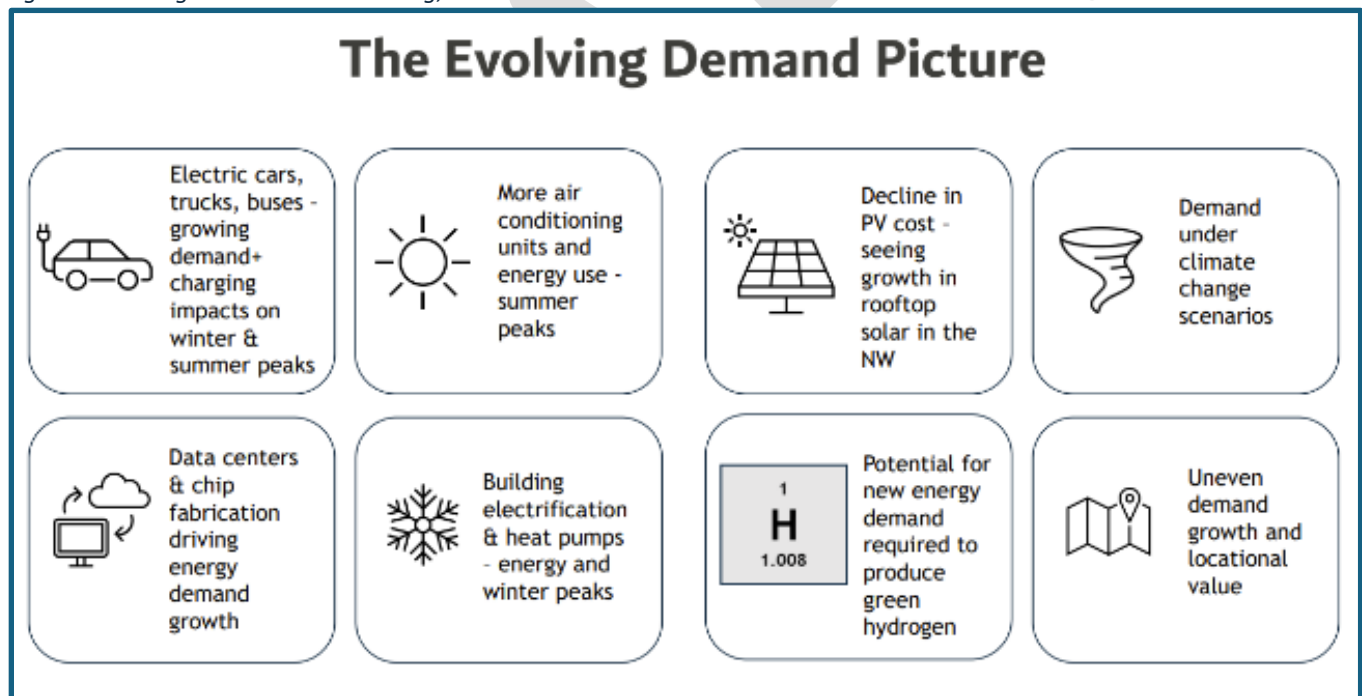 The Evolving Demand Picture
Electric cars,
trucks, buses -
growing
demand+
charging
impacts on
winter &
summer peaks
More air
conditioning
units and
energy use -
summer
peaks
Decline in
PV cost -
seeing
growth in
rooftop
solar in the
NW
Demand
under
climate
change
scenarios
Data centers
& chip
fabrication
driving
energy
demand
growth
Building
electrification
& heat pumps
- energy and
winter peaks
1
H
1.008
Potential for
new energy
demand
required to
produce
green
hydrogen
Uneven
demand
growth and
locational
value